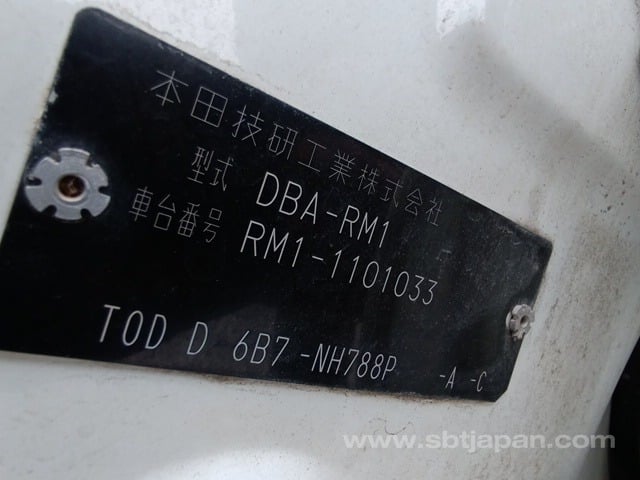 本田技研工業株式会社
型式 DBA-RM1
車台番号 RM1-1101033
TOD D 6B7 -NH788P -A -C
www.sbtjapan.com